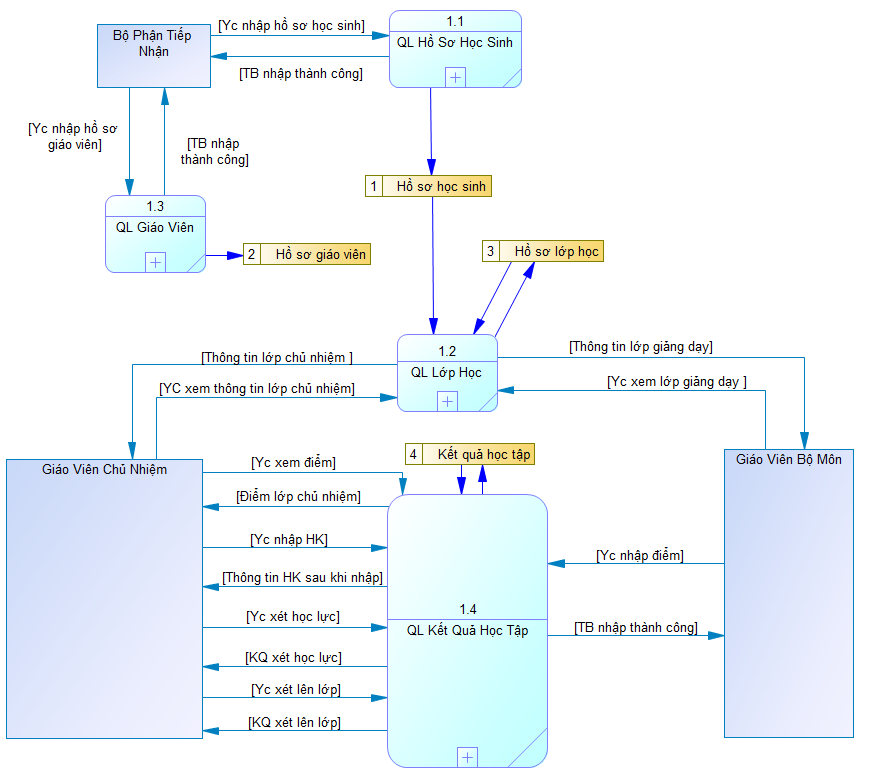 Bộ Phận Tiếp
Nhận
[Yc nhập hồ sơ học sinh]
[TB nhập thành công]
1.1
QL Hồ Sơ Học Sinh
[Yc nhập hồ sơ
giáo viên]
[TB nhập
thành công]
1 Hồ sơ học sinh
1.3
QL Giáo Viên
2 Hồ sơ giáo viên
3 Hồ sơ lớp học
1.2
QL Lớp Học
[Thông tin lớp chủ nhiệm ]
[YC xem thông tin lớp chủ nhiệm]
[Thông tin lớp giảng dạy]
[Yc xem lớp giảng dạy ]
4 Kết quả học tập
Giáo Viên Chủ Nhiệm
Giáo Viên Bộ Môn
[Yc xem điểm]
[Điểm lớp chủ nhiệm]
[Yc nhập HK]
[Thông tin HK sau khi nhập]
[Yc xét học lực]
[KQ xét học lực]
[Yc xét lên lớp]
[KQ xét lên lớp]
1.4
QL Kết Quả Học Tập
[Yc nhập điểm]
[TB nhập thành công]